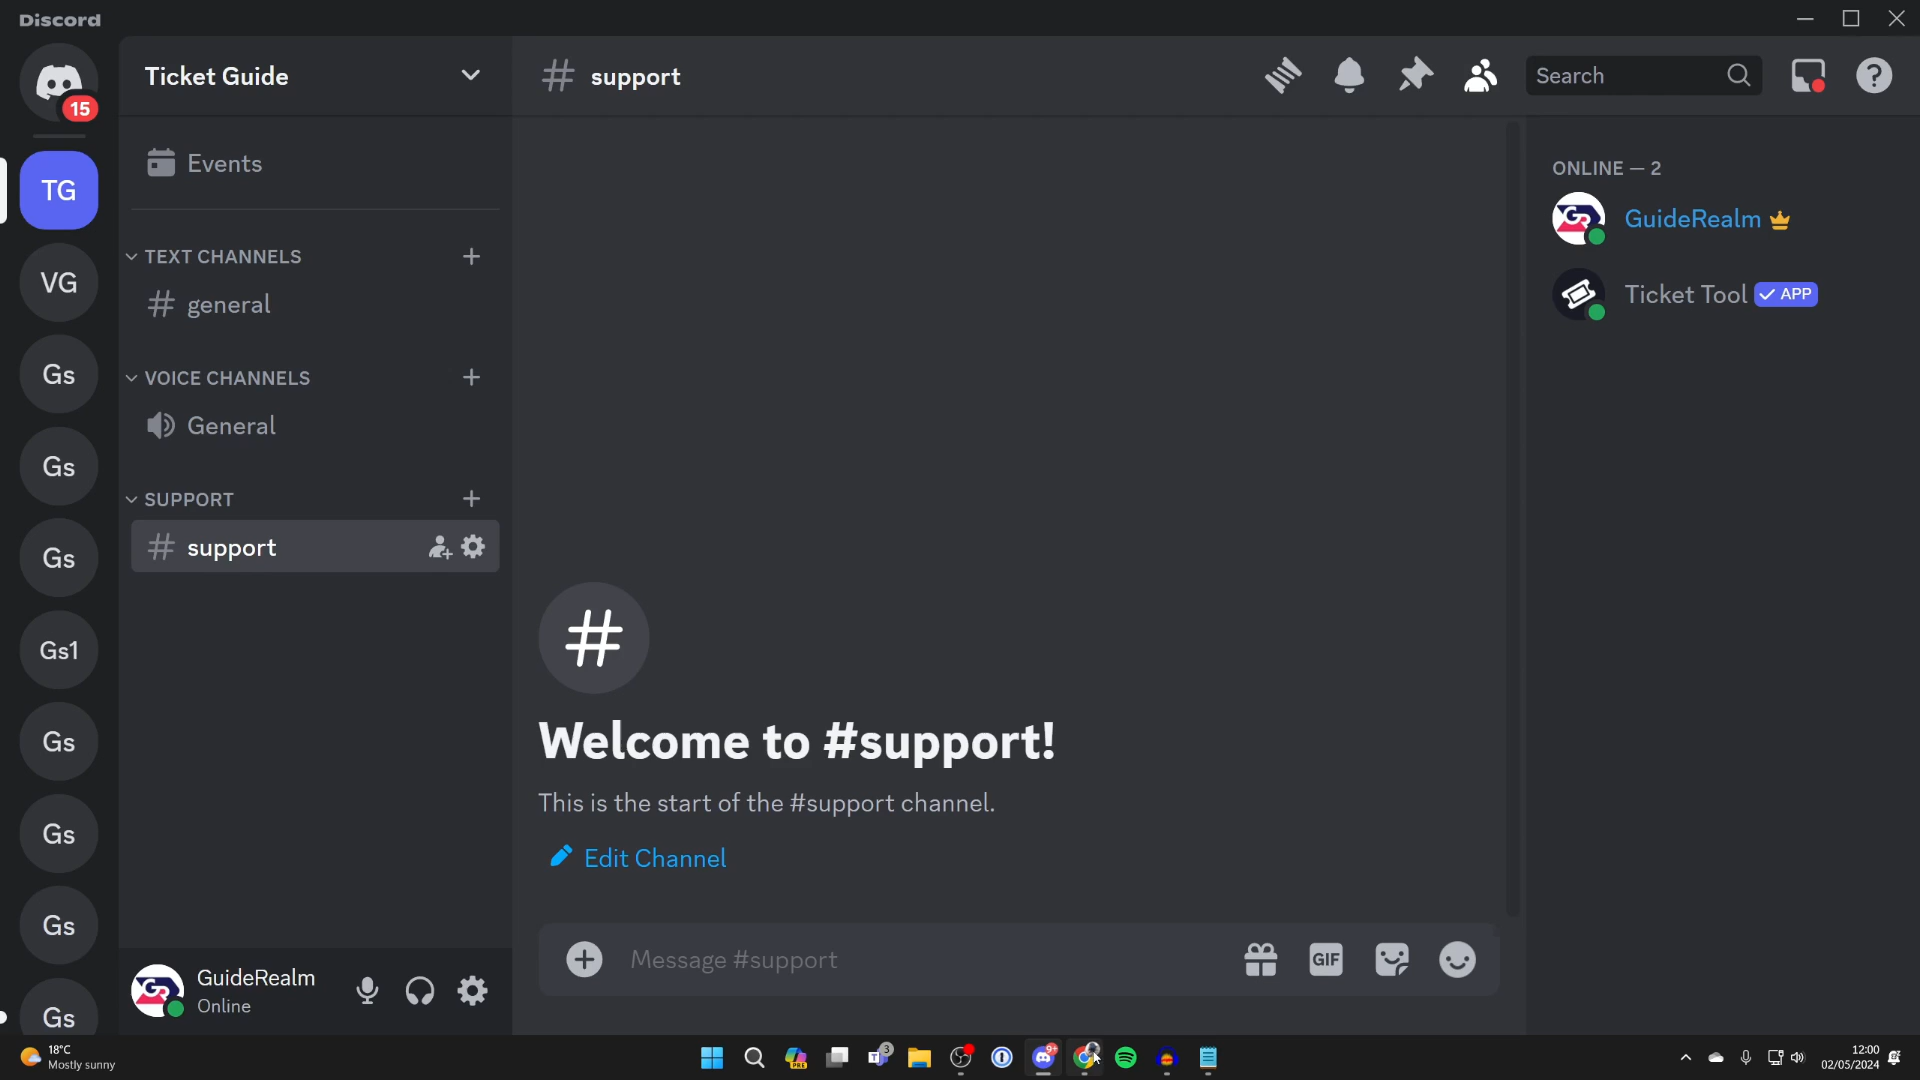 Discord
15
TG
VG
Gs
Gs
Gs
Gs1
Gs
Gs
Gs
Gs
Ticket Guide
Events
TEXT CHANNELS
general
VOICE CHANNELS
General
SUPPORT
support
GuideRealm
Online
# support
Search
#
Welcome to #support!
This is the start of the #support channel.
Edit Channel
Message #support
GIF
ONLINE — 2
GuideRealm
Ticket Tool APP
18°C
Mostly sunny
PRE
3
9+
12:00
02/05/2024